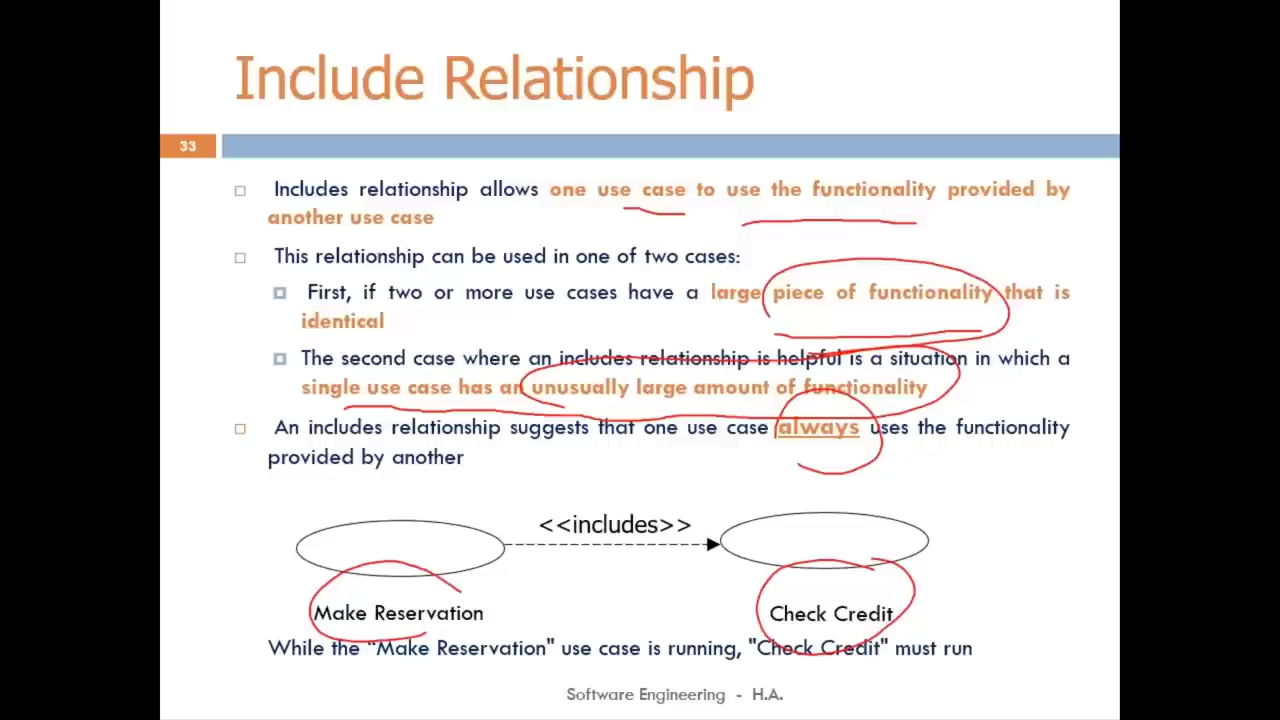 Include Relationship
33
Includes relationship allows one use case to use the functionality provided by
another use case
This relationship can be used in one of two cases:
First, if two or more use cases have a large piece of functionality that is
identical
The second case where an includes relationship is helpful is a situation in which a
single use case has an unusually large amount of functionality
An includes relationship suggests that one use case always uses the functionality
provided by another
<<includes>>
Make Reservation
Check Credit
While the “Make Reservation" use case is running, "Check Credit" must run
Software Engineering - H.A.